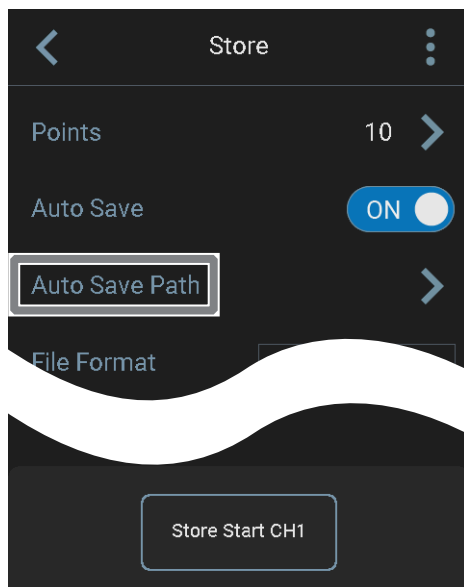 Store
Points 10
Auto Save ON
Auto Save Path
File Format
Store Start CH1